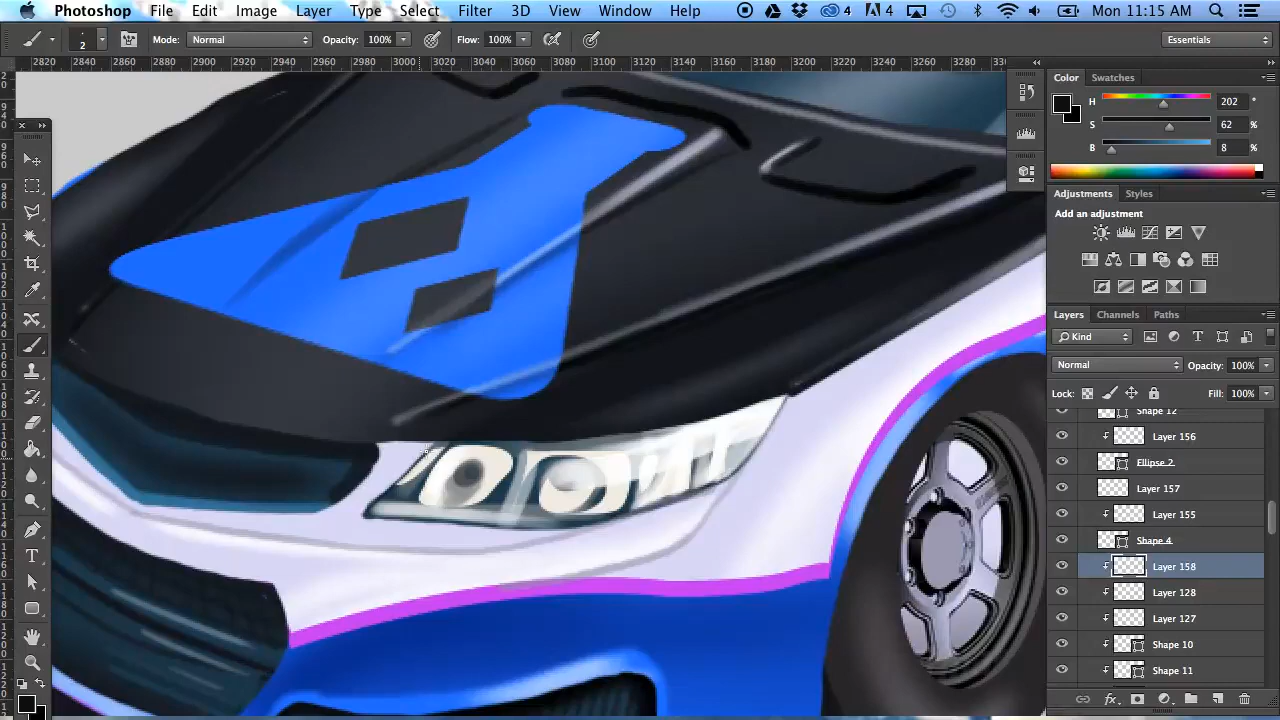 Photoshop File Edit Image Layer Type Select Filter 3D View Window Help 4 4 Mon 11:15 AM
2 Mode: Normal Opacity: 100% Flow: 100% Essentials
2820 2840 2860 2880 2900 2920 2940 2960 2980 3000 3020 3040 3060 3080 3100 3120 3140 3160 3180 3200 3220 3240 3260 3280
Color Swatches
H 202 °
S 62 %
B 8 %
Adjustments Styles
Add an adjustment
Layers Channels Paths
Kind
Normal Opacity: 100%
Lock: Fill: 100%
Shape 12
Layer 156
Ellipse 2
Layer 157
Layer 155
Shape 4
Layer 158
Layer 128
Layer 127
Shape 10
Shape 11
fx